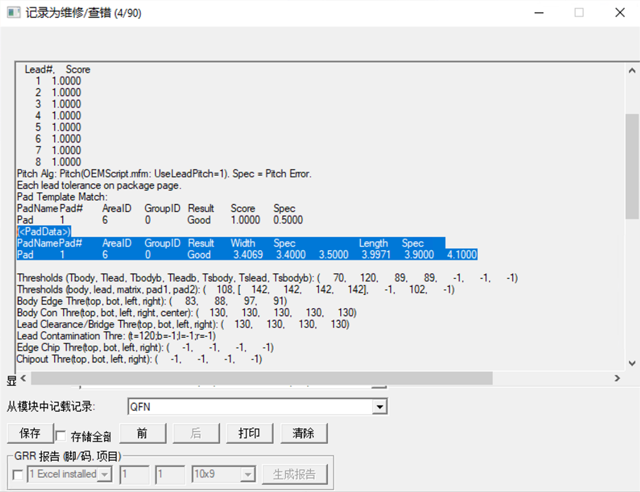 记录为维修/查错 (4/90)
Lead#, Score
1 1.0000
2 1.0000
3 1.0000
4 1.0000
5 1.0000
6 1.0000
7 1.0000
8 1.0000
Pitch Alg: Pitch(OEMScript.mfm: UseLeadPitch=1). Spec = Pitch Error.
Each lead tolerance on package page.
Pad Template Match:
PadName Pad# AreaID GroupID Result Score Spec
Pad 1 6 0 Good 1.0000 0.5000
{<PadData>}
PadName Pad# AreaID GroupID Result Width Spec Length Spec
Pad 1 6 0 Good 3.4069 3.4000 3.5000 3.9971 3.9000 4.1000
Thresholds (Tbody, Tlead, Tbodyb, Tleadb, Tsbody, Tslead, Tsbodyb): ( 70, 120, 89, 89, -1, -1, -1)
Thresholds (body, lead, matrix, pad1, pad2): ( 108, [ 142, 142, 142, 142], -1, 102, -1)
Body Edge Thre(top, bot, left, right): ( 83, 88, 97, 91)
Body Con Thre(top, bot, left, right, center): ( 130, 130, 130, 130, 130)
Lead Clearance/Bridge Thre(top, bot, left, right): ( 130, 130, 130, 130)
Lead Contamination Thre: (t=120;b=-1;l=-1;r=-1)
Edge Chip Thre(top, bot, left, right): ( -1, -1, -1, -1)
Chipout Thre(top, bot, left, right): ( -1, -1, -1, -1)
显
从模块中记载记录: QFN
保存 存储全部 前 后 打印 清除
GRR 报告 (脚/码, 项目)
1 Excel installed 1 1 10x9 生成报告